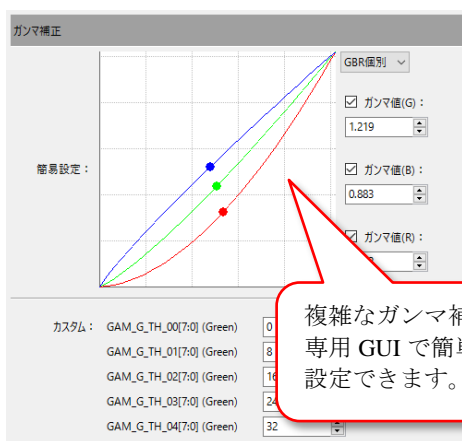 ガンマ補正
GBR個別
ガンマ値(G)：
1.219
簡易設定：
ガンマ値(B)：
0.883
ガンマ値(R)：
複雑なガンマ補
専用 GUI で簡単
設定できます。
カスタム： GAM_G_TH_00[7:0] (Green) 0
GAM_G_TH_01[7:0] (Green) 8
GAM_G_TH_02[7:0] (Green) 16
GAM_G_TH_03[7:0] (Green) 24
GAM_G_TH_04[7:0] (Green) 32